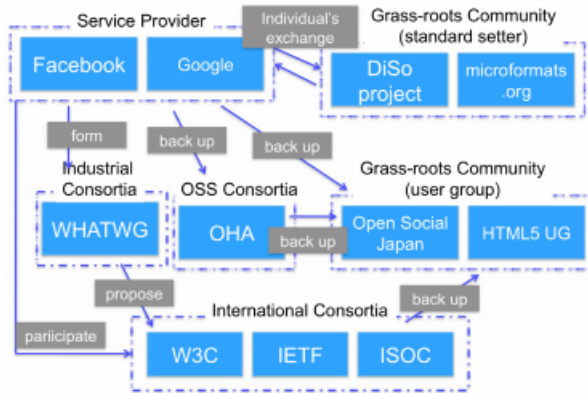 Service Provider
Individual's
exchange
Grass-roots Community
(standard setter)
Facebook
Google
DiSo
project
microformats
.org
form
back up
back up
Industrial
Consortia
OSS Consortia
Grass-roots Community
(user group)
WHATWG
OHA
back up
Open Social
Japan
HTML5 UG
propose
International Consortia
back up
pariicipate
W3C
IETF
ISOC